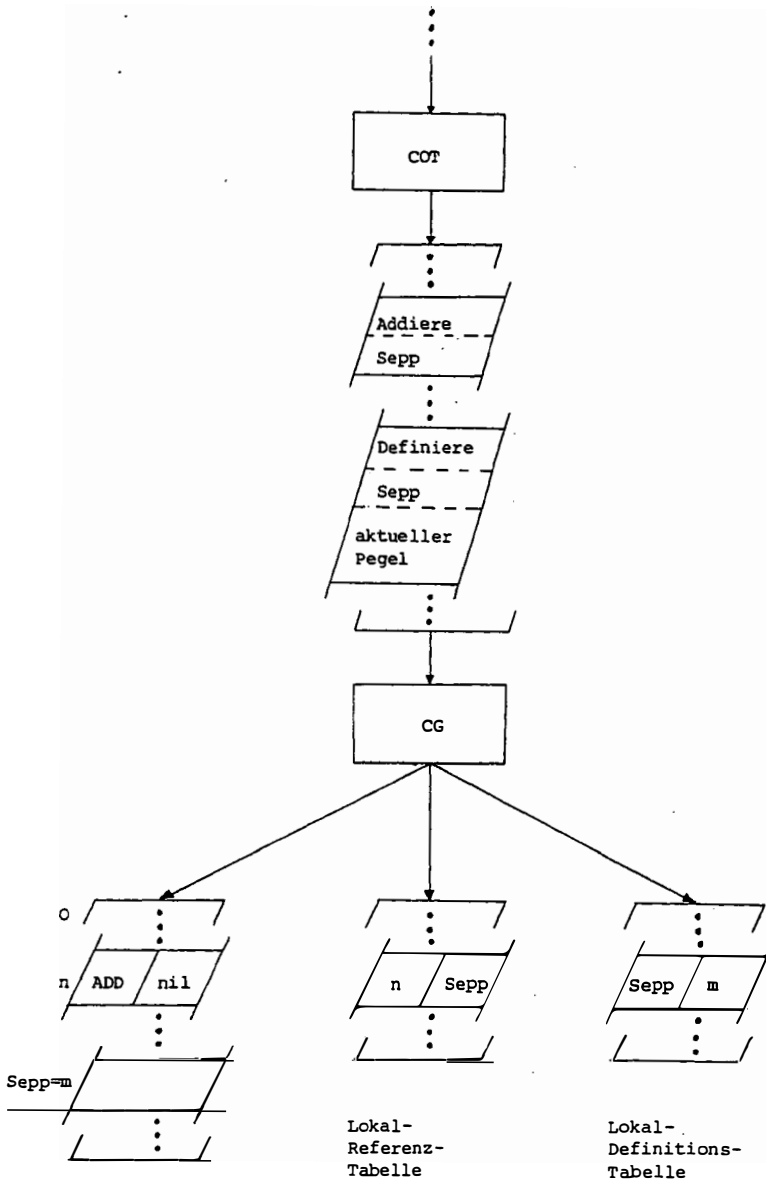 COT
Addiere
Sepp
Definiere
Sepp
aktueller
Pegel
CG
O
n ADD nil
n Sepp
Sepp m
Sepp=m
Lokal-
Referenz-
Tabelle
Lokal-
Definitions-
Tabelle